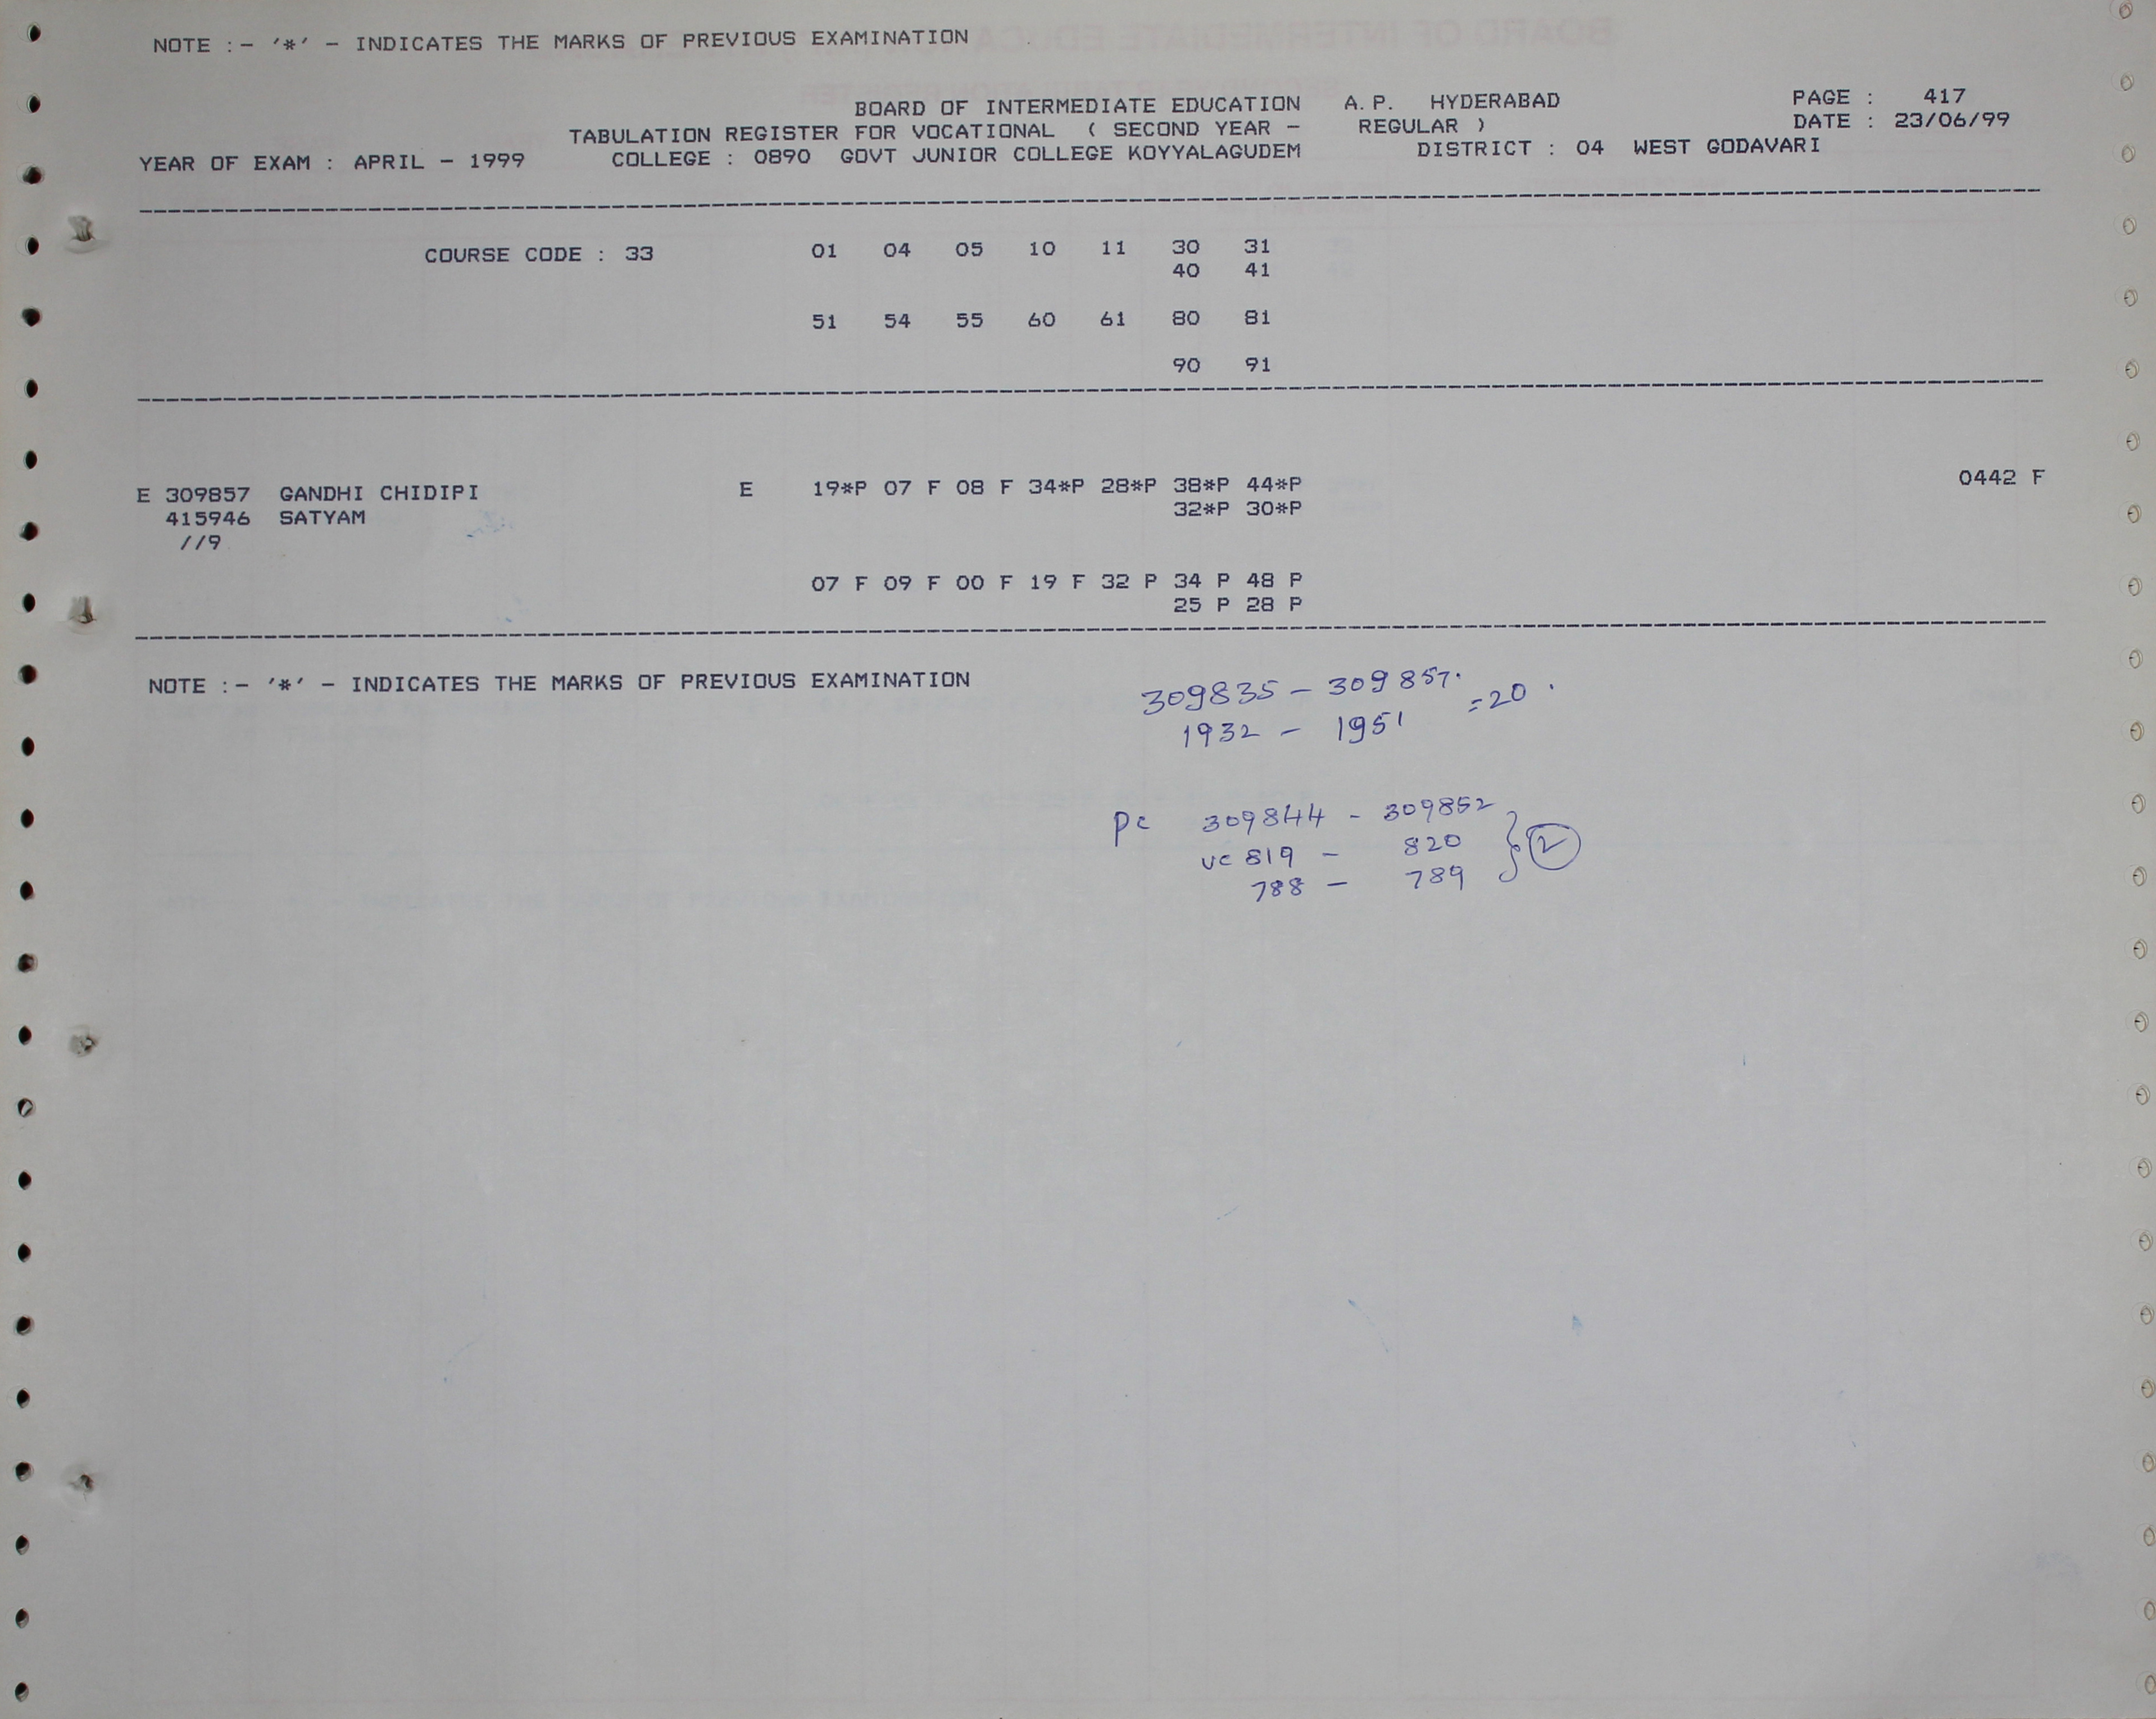 NOTE :- '*' - INDICATES THE MARKS OF PREVIOUS EXAMINATION
BOARD OF INTERMEDIATE EDUCATION A.P. HYDERABAD PAGE : 417
TABULATION REGISTER FOR VOCATIONAL ( SECOND YEAR - REGULAR ) DATE : 23/06/99
YEAR OF EXAM : APRIL - 1999 COLLEGE : 0890 GOVT JUNIOR COLLEGE KOYYALAGUDEM DISTRICT : 04 WEST GODAVARI
COURSE CODE : 33 01 04 05 10 11 30 31
40 41
51 54 55 60 61 80 81
90 91
E 309857 GANDHI CHIDIPI E 19*P 07 F 08 F 34*P 28*P 38*P 44*P 0442 F
415946 SATYAM 32*P 30*P
//9
07 F 09 F 00 F 19 F 32 P 34 P 48 P
25 P 28 P
NOTE :- '*' - INDICATES THE MARKS OF PREVIOUS EXAMINATION
309835 - 309857. = 20 .
1932 - 1951
PC 309844 - 309852
VC 819 - 820 } 2
788 - 789